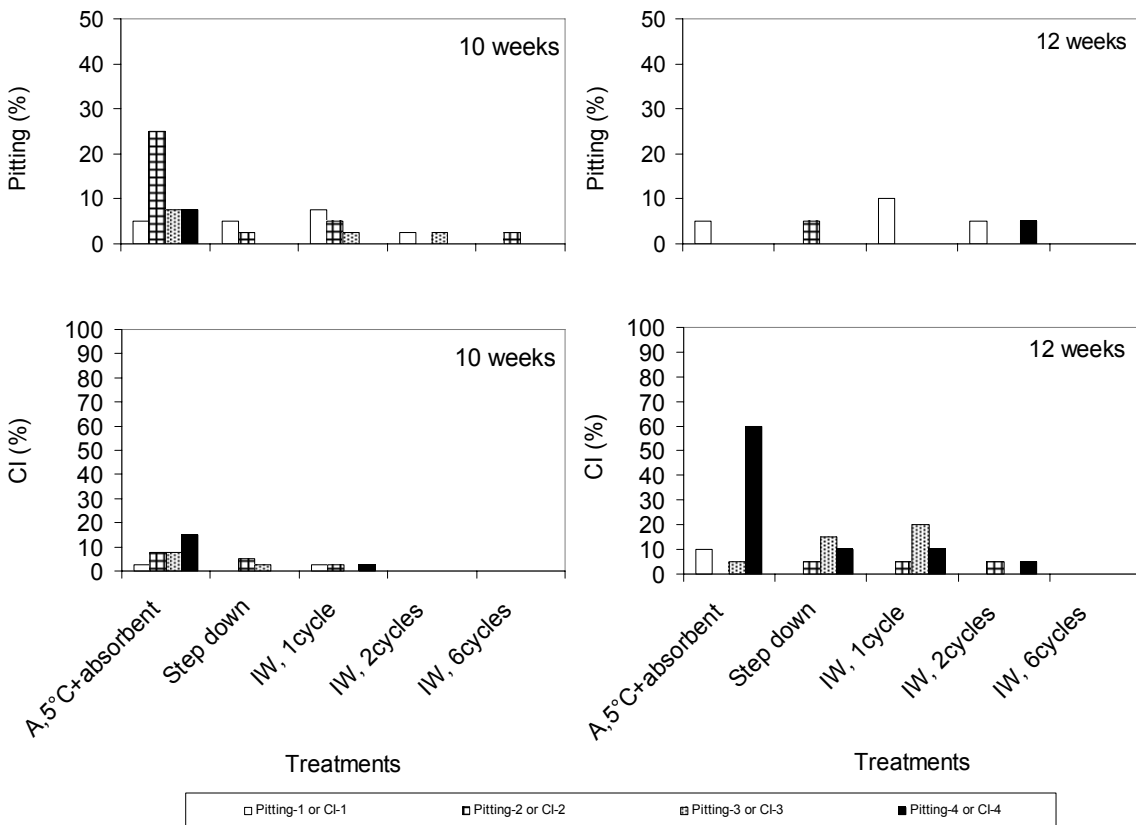 50
40
30
20
10
0
Pitting (%)
10 weeks
50
40
30
20
10
0
Pitting (%)
12 weeks
100
90
80
70
60
50
40
30
20
10
0
CI (%)
10 weeks
A,5°C+absorbent
Step down
IW, 1cycle
IW, 2cycles
IW, 6cycles
Treatments
100
90
80
70
60
50
40
30
20
10
0
CI (%)
12 weeks
A,5°C+absorbent
Step down
IW, 1cycle
IW, 2cycles
IW, 6cycles
Treatments
Pitting-1 or CI-1 Pitting-2 or CI-2 Pitting-3 or CI-3 Pitting-4 or CI-4